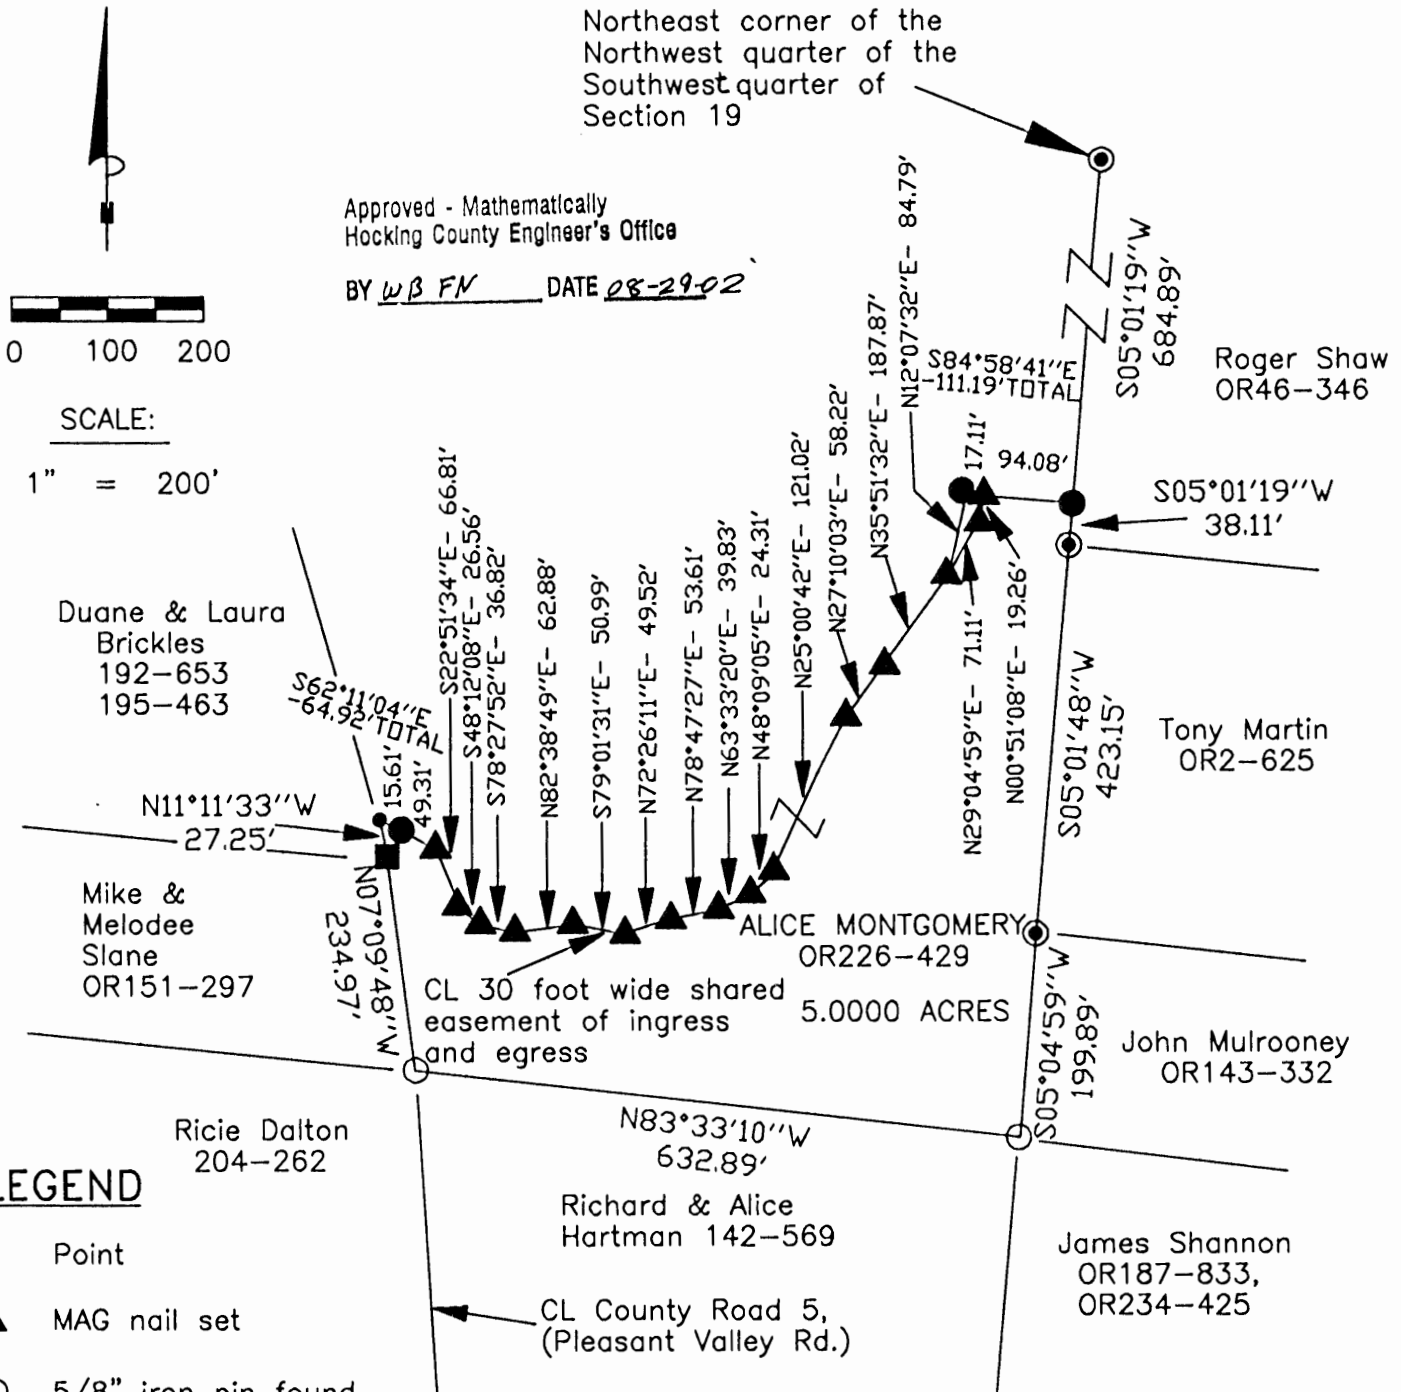 Northeast corner of the
Northwest quarter of the
Southwest quarter of
Section 19
Approved - Mathematically
Hocking County Engineer's Office
BY WB FN DATE 08-29-02
0 100 200
SCALE:
1" = 200'
S05°01'19"W
684.89'
Roger Shaw
OR46-346
N12°07'32"E- 84.79'
S84°58'41"E
-111.19'TOTAL
17.11'
94.08'
S05°01'19"W
38.11'
Duane & Laura
Brickles
192-653
195-463
S62°11'04"E
-64.92'TOTAL
15.61'
49.31'
S22°51'34"E- 66.81'
S48°12'08"E- 26.56'
S78°27'52"E- 36.82'
N82°38'49"E- 62.88'
S79°01'31"E- 50.99'
N72°26'11"E- 49.52'
N78°47'27"E- 53.61'
N63°33'20"E- 39.83'
N48°09'05"E- 24.31'
N25°00'42"E- 121.02'
N27°10'03"E- 58.22'
N35°51'32"E- 187.87'
N29°04'59"E- 71.11'
N00°51'08"E- 19.26'
S05°01'48"W
423.15'
Tony Martin
OR2-625
N11°11'33"W
27.25'
Mike &
Melodee
Slane
OR151-297
N07°09'48"W
234.97'
ALICE MONTGOMERY
OR226-429
5.0000 ACRES
CL 30 foot wide shared
easement of ingress
and egress
S05°04'59"W
199.89'
John Mulrooney
OR143-332
N83°33'10"W
632.89'
Ricie Dalton
204-262
Richard & Alice
Hartman 142-569
James Shannon
OR187-833,
OR234-425
CL County Road 5,
(Pleasant Valley Rd.)
LEGEND
Point
MAG nail set
5/8" iron pin found